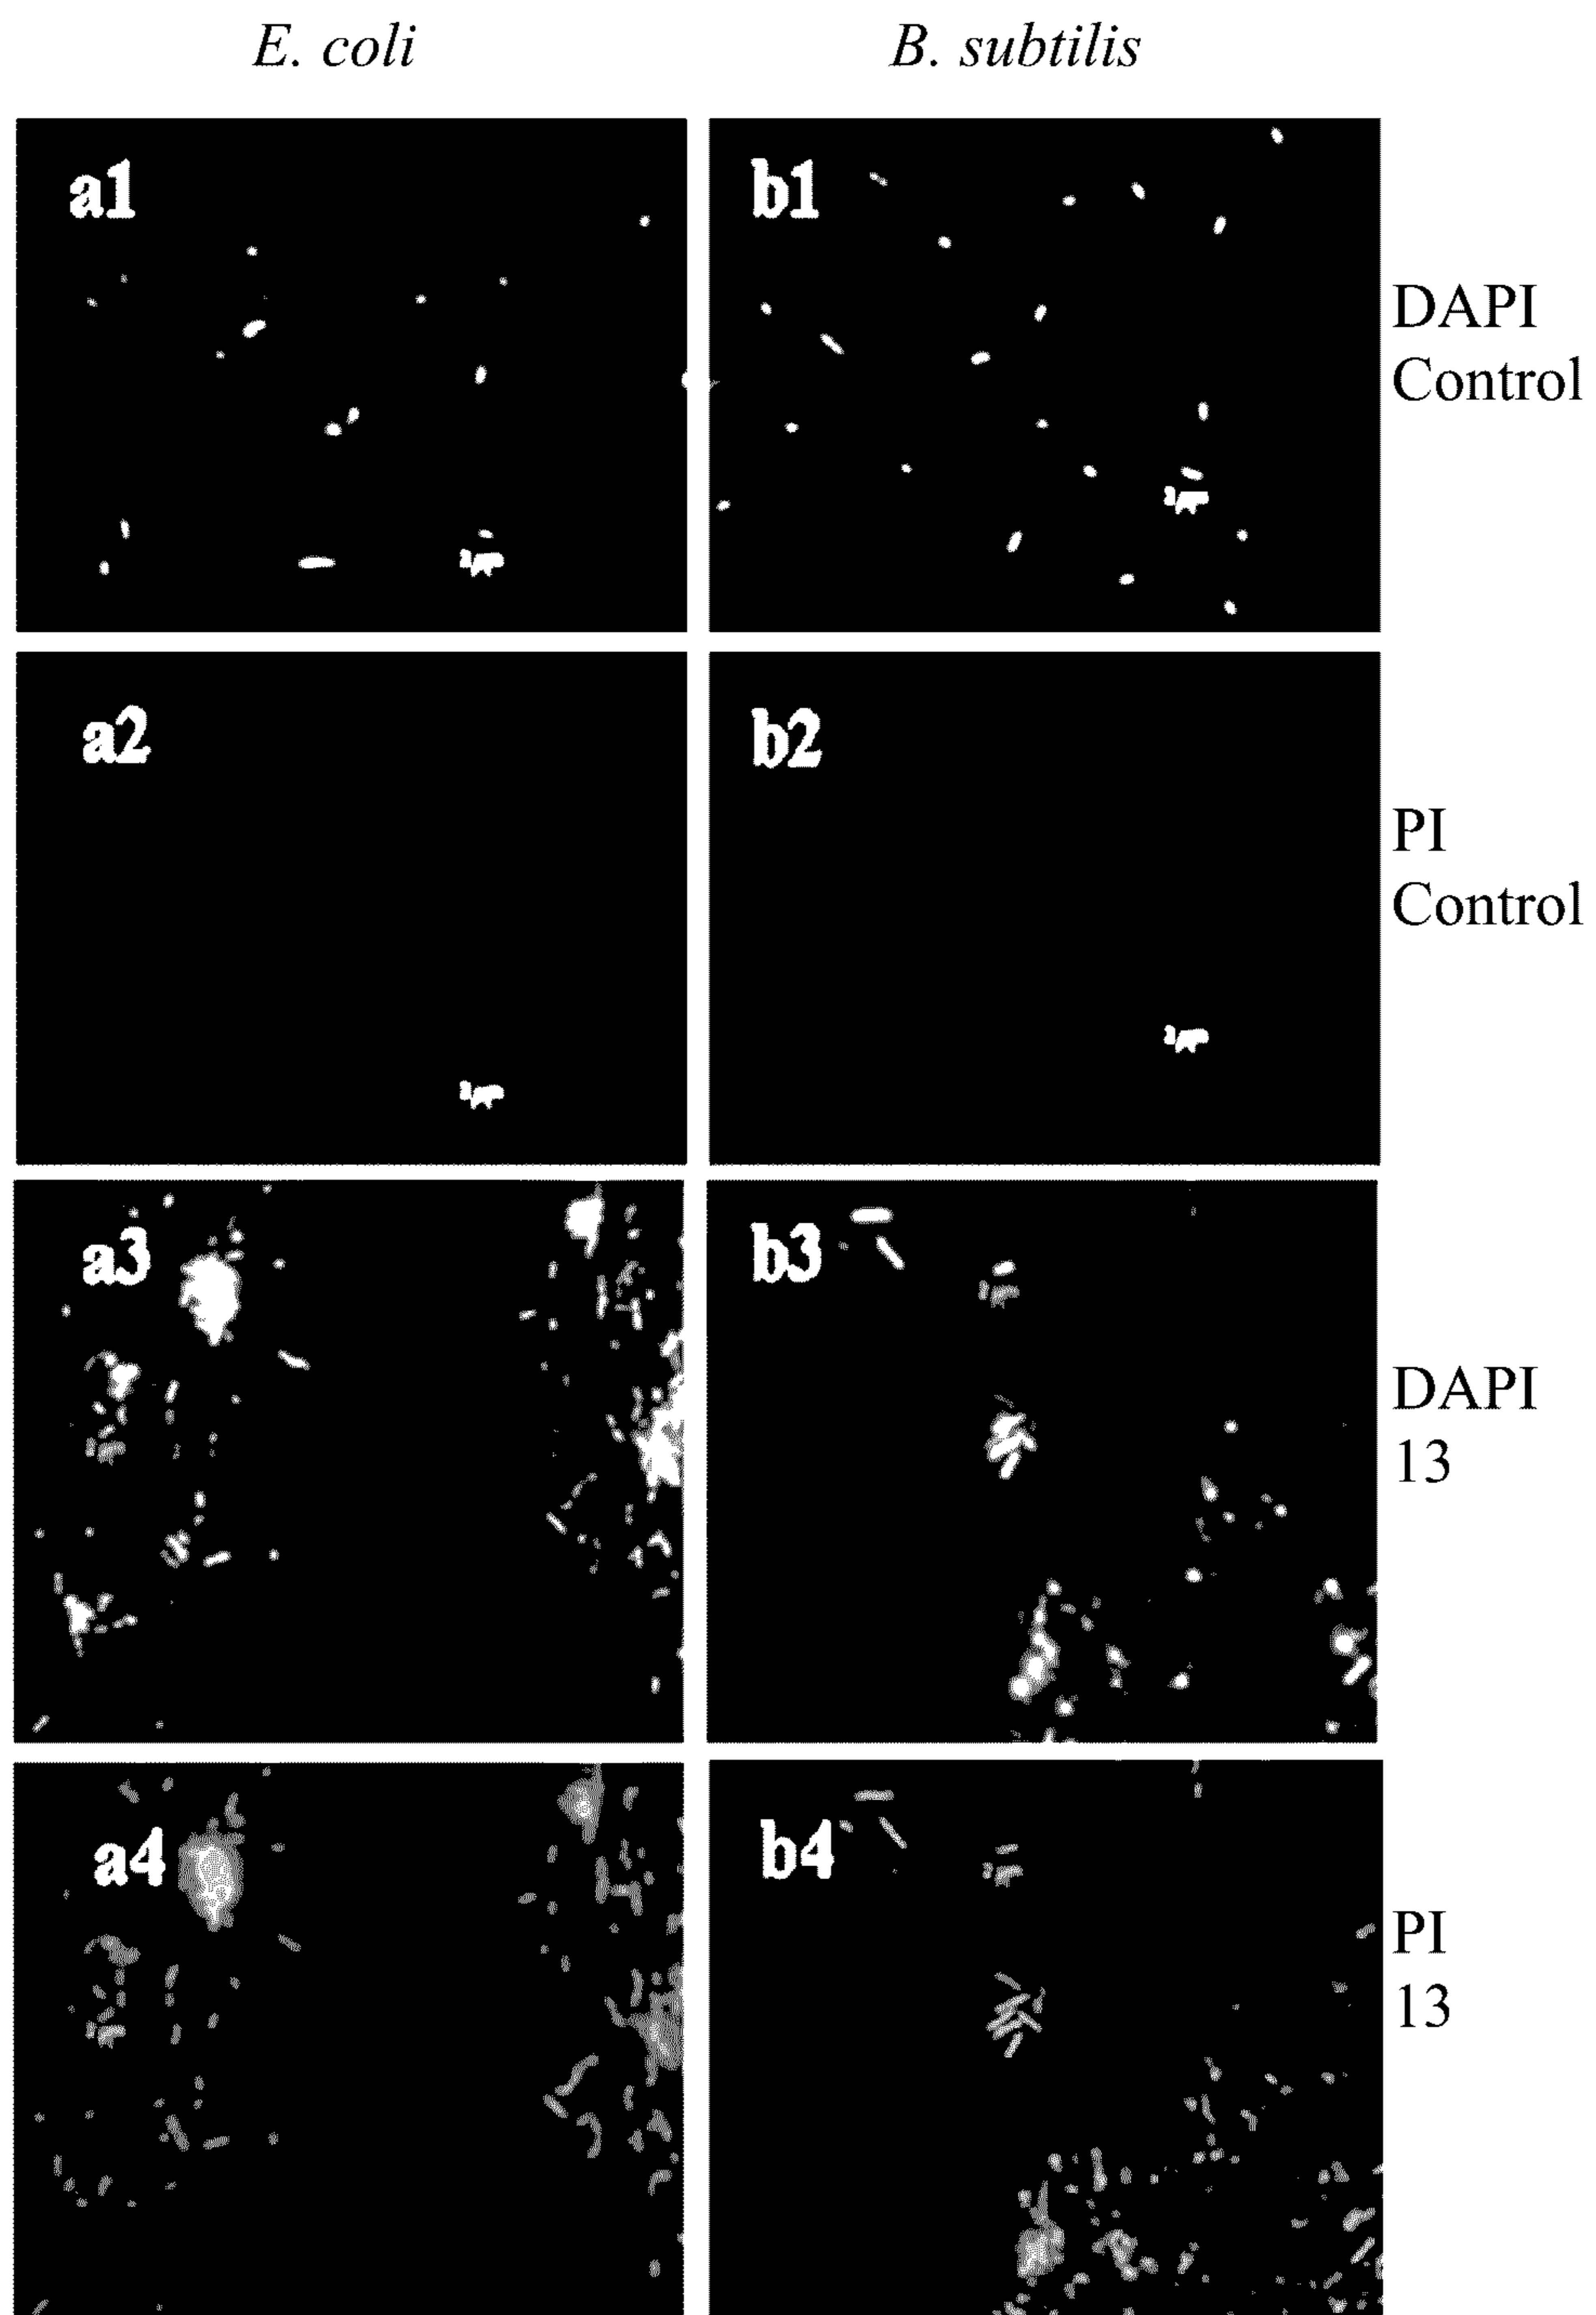 E. coli
B. subtilis
a1
b1
DAPI
Control
a2
b2
PI
Control
a3
b3
DAPI
13
a4
b4
PI
13